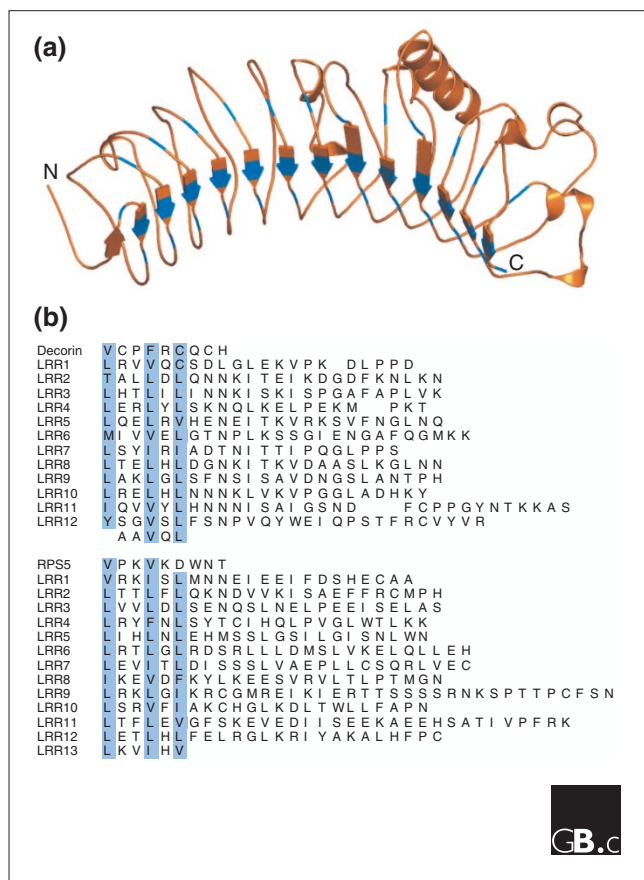 (a)
N
C
(b)
Decorin V C P F R C Q C H
LRR1 L R V V Q C S D L G L E K V P K D L P P D
LRR2 T A L L D L Q N N K I T E I K D G D F K N L K N
LRR3 L H T L I L I N N K I S K I S P G A F A P L V K
LRR4 L E R L Y L S K N Q L K E L P E K M P K T
LRR5 L Q E L R V H E N E I T K V R K S V F N G L N Q
LRR6 M I V V E L G T N P L K S S G I E N G A F Q G M K K
LRR7 L S Y I R I A D T N I T T I P Q G L P P S
LRR8 L T E L H L D G N K I T K V D A A S L K G L N N
LRR9 L A K L G L S F N S I S A V D N G S L A N T P H
LRR10 L R E L H L N N N K L V K V P G G L A D H K Y
LRR11 I Q V V Y L H N N N I S A I G S N D F C P P G Y N T K K A S
LRR12 Y S G V S L F S N P V Q Y W E I Q P S T F R C V Y V R
A A V Q L
RPS5 V P K V K D W N T
LRR1 V R K I S L M N N E I E E I F D S H E C A A
LRR2 L T T L F L Q K N D V V K I S A E F F R C M P H
LRR3 L V V L D L S E N Q S L N E L P E E I S E L A S
LRR4 L R Y F N L S Y T C I H Q L P V G L W T L K K
LRR5 L I H L N L E H M S S L G S I L G I S N L W N
LRR6 L R T L G L R D S R L L L D M S L V K E L Q L L E H
LRR7 L E V I T L D I S S S L V A E P L L C S Q R L V E C
LRR8 I K E V D F K Y L K E E S V R V L T L P T M G N
LRR9 L R K L G I K R C G M R E I K I E R T T S S S S R N K S P T T P C F S N
LRR10 L S R V F I A K C H G L K D L T W L L F A P N
LRR11 L T F L E V G F S K E V E D I I S E E K A E E H S A T I V P F R K
LRR12 L E T L H L F E L R G L K R I Y A K A L H F P C
LRR13 L K V I H V
GB.c